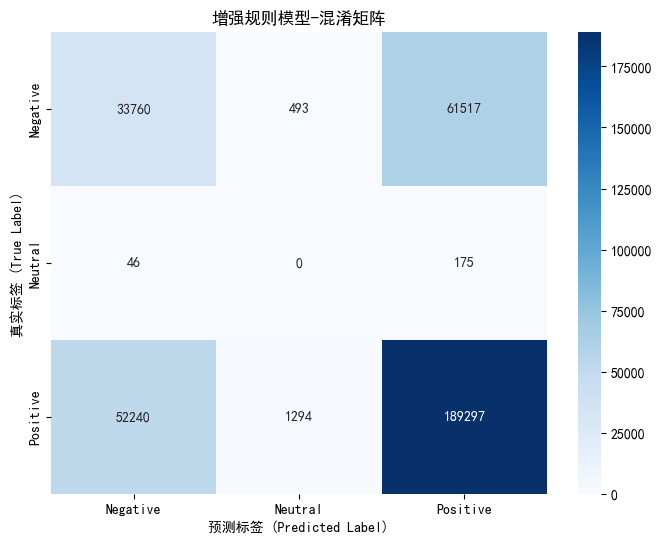 增强规则模型-混淆矩阵
真实标签 (True Label)
Negative
33760 493 61517
Neutral
46 0 175
Positive
52240 1294 189297
Negative Neutral Positive
预测标签 (Predicted Label)
175000
150000
125000
100000
75000
50000
25000
0